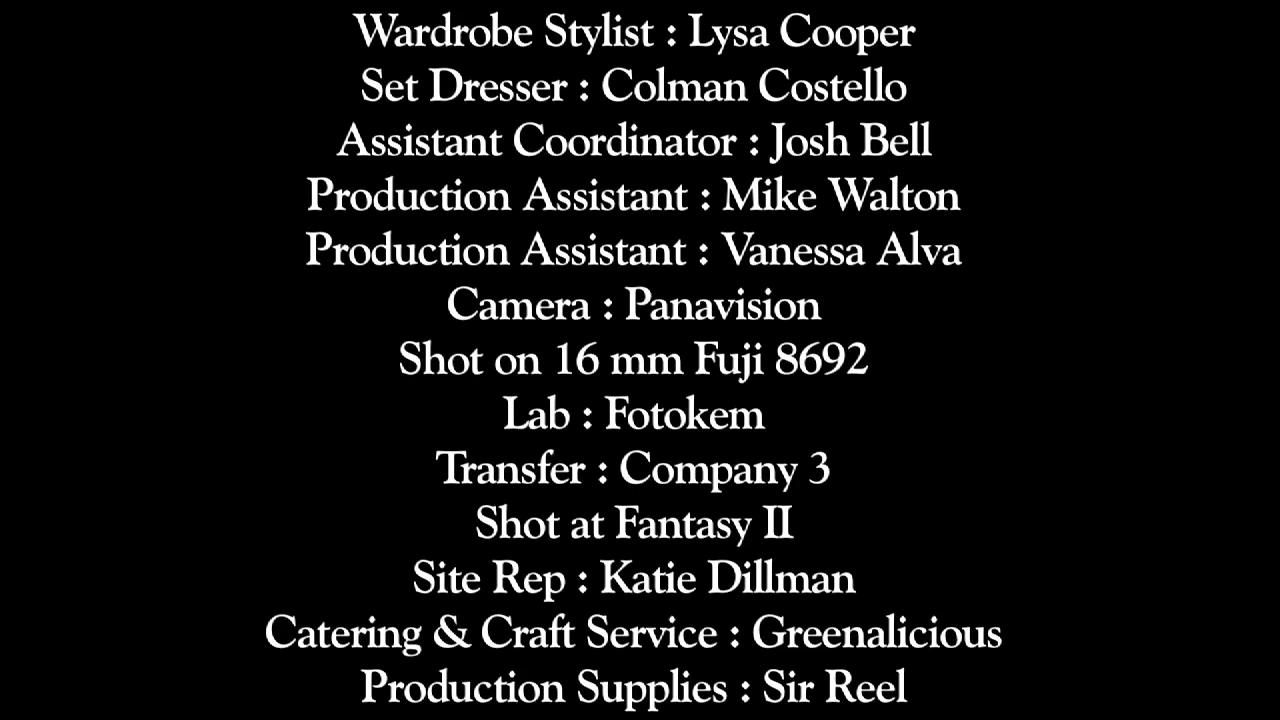 Wardrobe Stylist : Lysa Cooper
Set Dresser : Colman Costello
Assistant Coordinator : Josh Bell
Production Assistant : Mike Walton
Production Assistant : Vanessa Alva
Camera : Panavision
Shot on 16 mm Fuji 8692
Lab : Fotokem
Transfer : Company 3
Shot at Fantasy II
Site Rep : Katie Dillman
Catering & Craft Service : Greenalicious
Production Supplies : Sir Reel